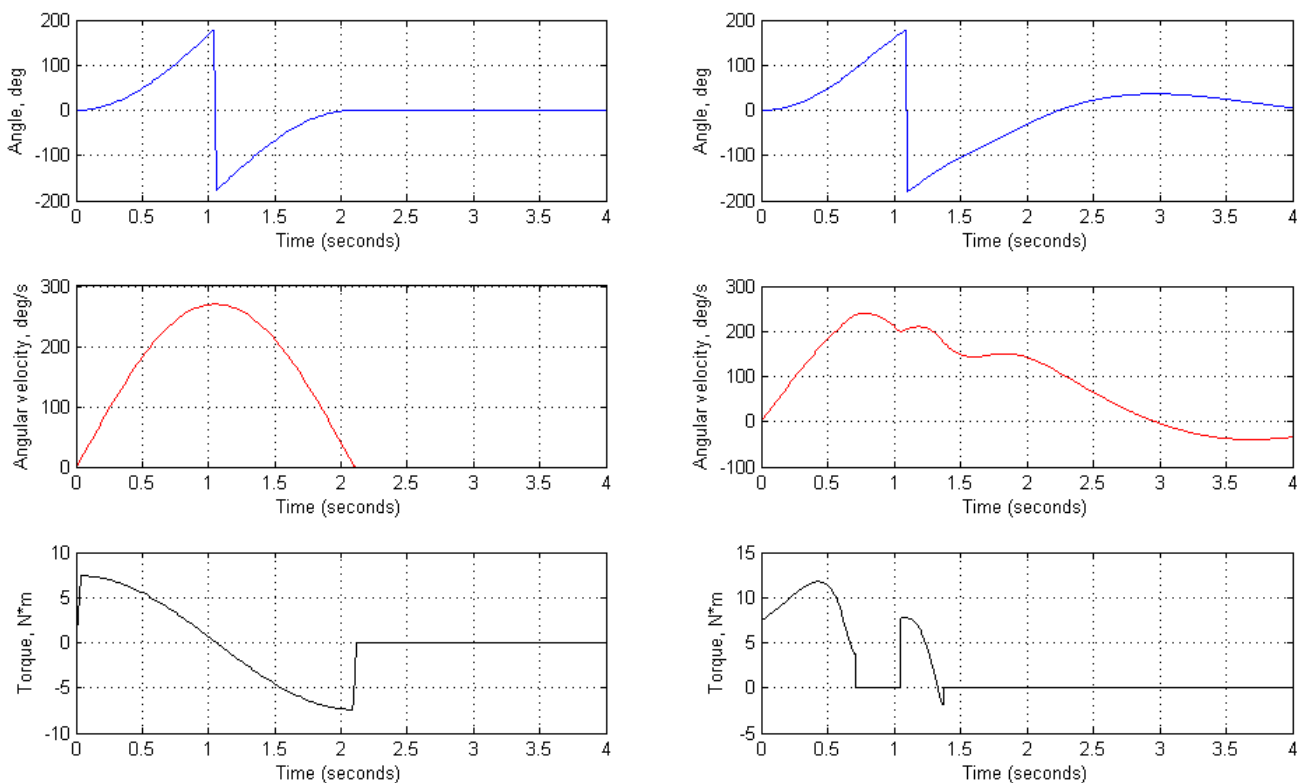 200
100
0
-100
-200
Angle, deg
0 0.5 1 1.5 2 2.5 3 3.5 4
Time (seconds)
200
100
0
-100
-200
Angle, deg
0 0.5 1 1.5 2 2.5 3 3.5 4
Time (seconds)
300
200
100
0
Angular velocity, deg/s
0 0.5 1 1.5 2 2.5 3 3.5 4
Time (seconds)
300
200
100
0
-100
Angular velocity, deg/s
0 0.5 1 1.5 2 2.5 3 3.5 4
Time (seconds)
10
5
0
-5
-10
Torque, N*m
0 0.5 1 1.5 2 2.5 3 3.5 4
Time (seconds)
15
10
5
0
-5
Torque, N*m
0 0.5 1 1.5 2 2.5 3 3.5 4
Time (seconds)